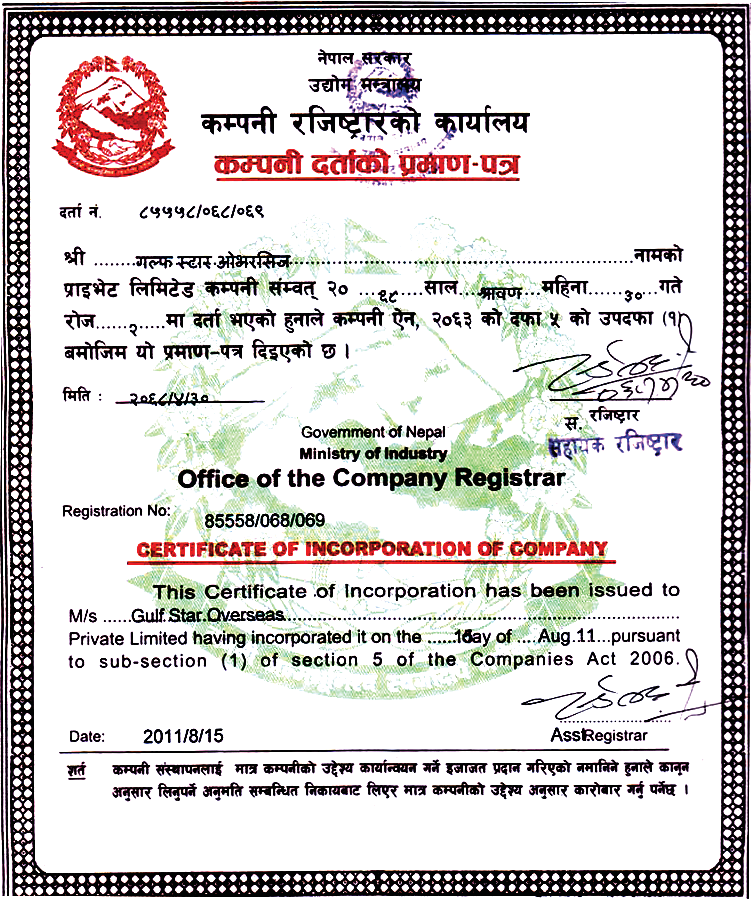 नेपाल सरकार
उद्योग मन्त्रालय
कम्पनी रजिष्ट्रारको कार्यालय
कम्पनी दर्ताको प्रमाण-पत्र
दर्ता नं. ८५५५८/०६८/०६९
श्री ........गल्फ स्टार ओभरसिज........नामको
प्राइभेट लिमिटेड कम्पनी संम्वत् २० ...६८...साल....श्रावण...महिना.......३०...गते
रोज.....२.....मा दर्ता भएको हुनाले कम्पनी ऐन, २०६३ को दफा ५ को उपदफा (१)
बमोजिम यो प्रमाण-पत्र दिइएको छ ।
२०६८/४/३०
मिति : २०६८/४/३०
स. रजिष्ट्रार
सहायक रजिष्ट्रार
Government of Nepal
Ministry of Industry
Office of the Company Registrar
Registration No: 85558/068/069
CERTIFICATE OF INCORPORATION OF COMPANY
This Certificate of Incorporation has been issued to
M/s ......Gulf Star Overseas......
Private Limited having incorporated it on the ......15day of ....Aug.11...pursuant
to sub-section (1) of section 5 of the Companies Act 2006.
Date: 2011/8/15
Asst Registrar
शर्त कम्पनी संस्थापनलाई मात्र कम्पनीको उद्देश्य कार्यान्वयन गर्ने इजाजत प्रदान गरिएको नमानिने हुनाले कानून
अनुसार लिनुपर्ने अनुमति सम्बन्धित निकायबाट लिएर मात्र कम्पनीको उद्देश्य अनुसार कारोबार गर्नु पर्नेछ ।